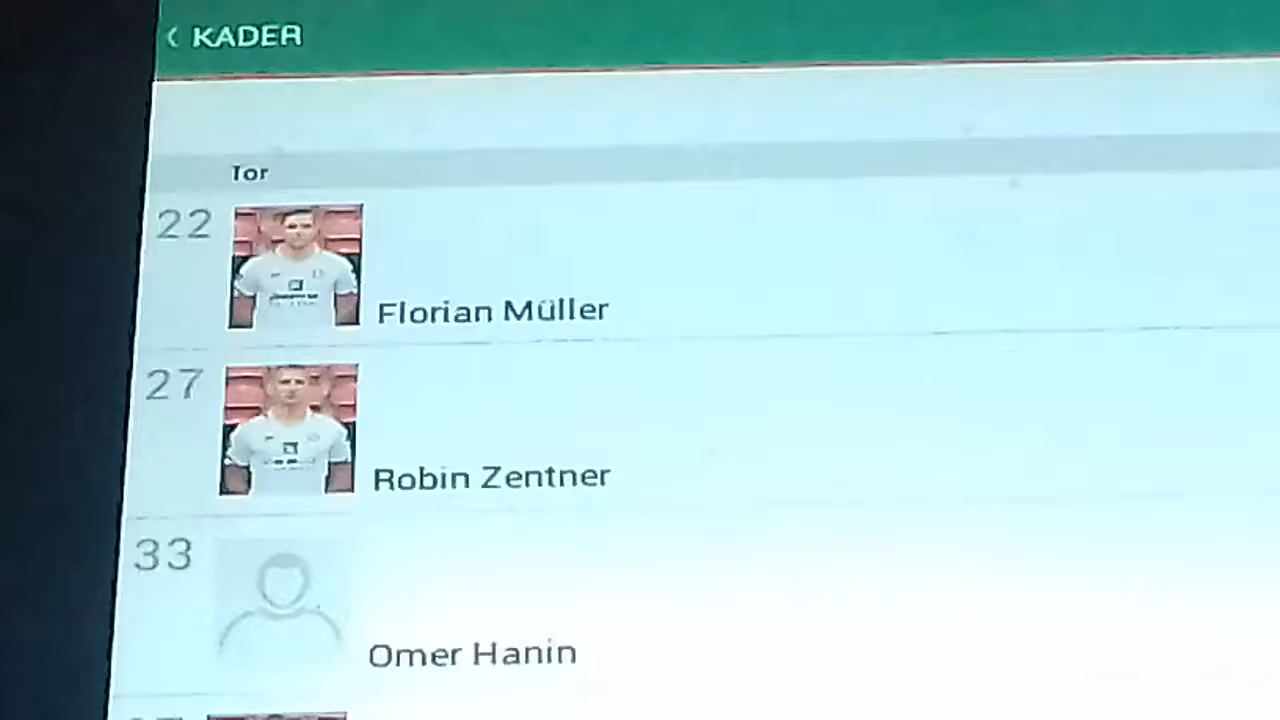 KADER
Tor
22
Florian Müller
27
Robin Zentner
33
Omer Hanin